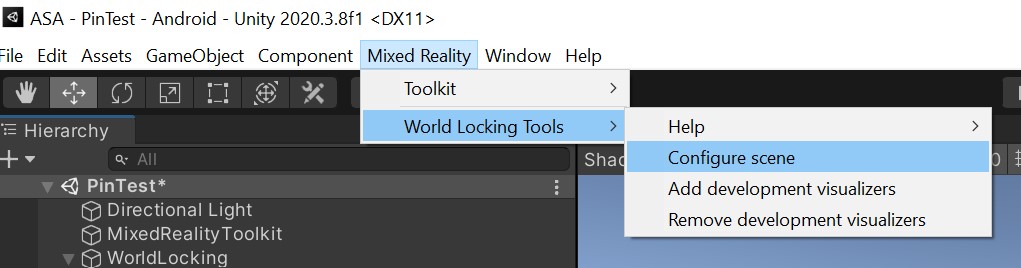 ASA - PinTest - Android - Unity 2020.3.8f1 <DX11>
File Edit Assets GameObject Component Mixed Reality Window Help
Toolkit
World Locking Tools
Help
Configure scene
Add development visualizers
Remove development visualizers
Hierarchy
All
PinTest*
Directional Light
MixedRealityToolkit
WorldLocking
Shad
0